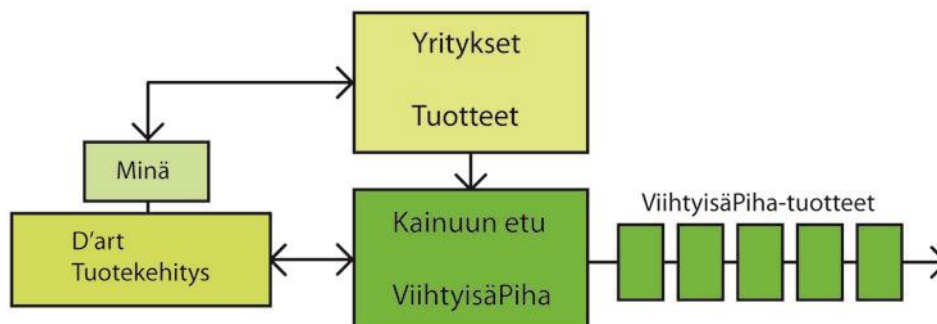 Yritykset
Tuotteet
Minä
D'art
Tuotekehitys
Kainuun etu
ViihtyisäPiha
ViihtyisäPiha-tuotteet